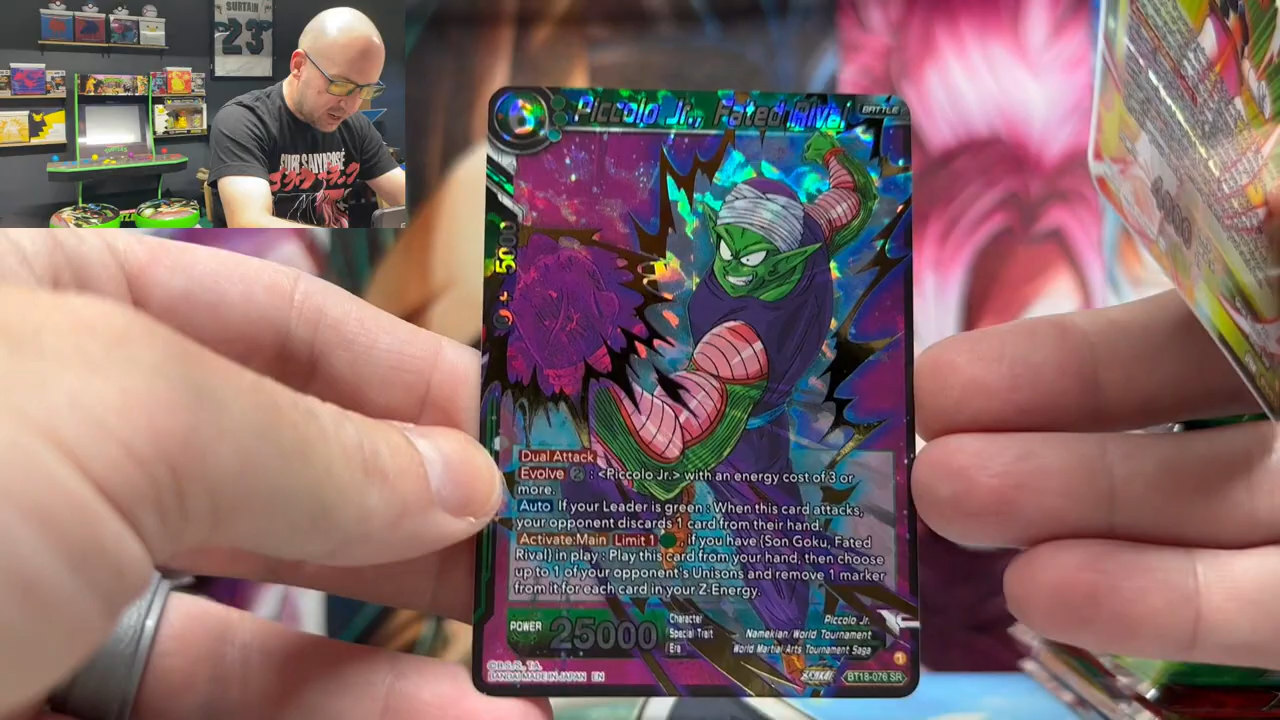 SURTAIN
23
SUPER SAIYAN ROSÉ
Piccolo Jr., Fated Rival
BATTLE
5000
Dual Attack
Evolve 2 : <Piccolo Jr.> with an energy cost of 3 or
more.
Auto If your Leader is green : When this card attacks,
your opponent discards 1 card from their hand.
Activate:Main Limit 1 , if you have {Son Goku, Fated
Rival} in play : Play this card from your hand, then choose
up to 1 of your opponent's Unisons and remove 1 marker
from it for each card in your Z-Energy.
POWER 25000
Character Piccolo Jr.
Special Trait Namekian/World Tournament
Era World Martial Arts Tournament Saga
©B.S./S., T.A.
BANDAI MADE IN JAPAN EN
BT18-076 SR